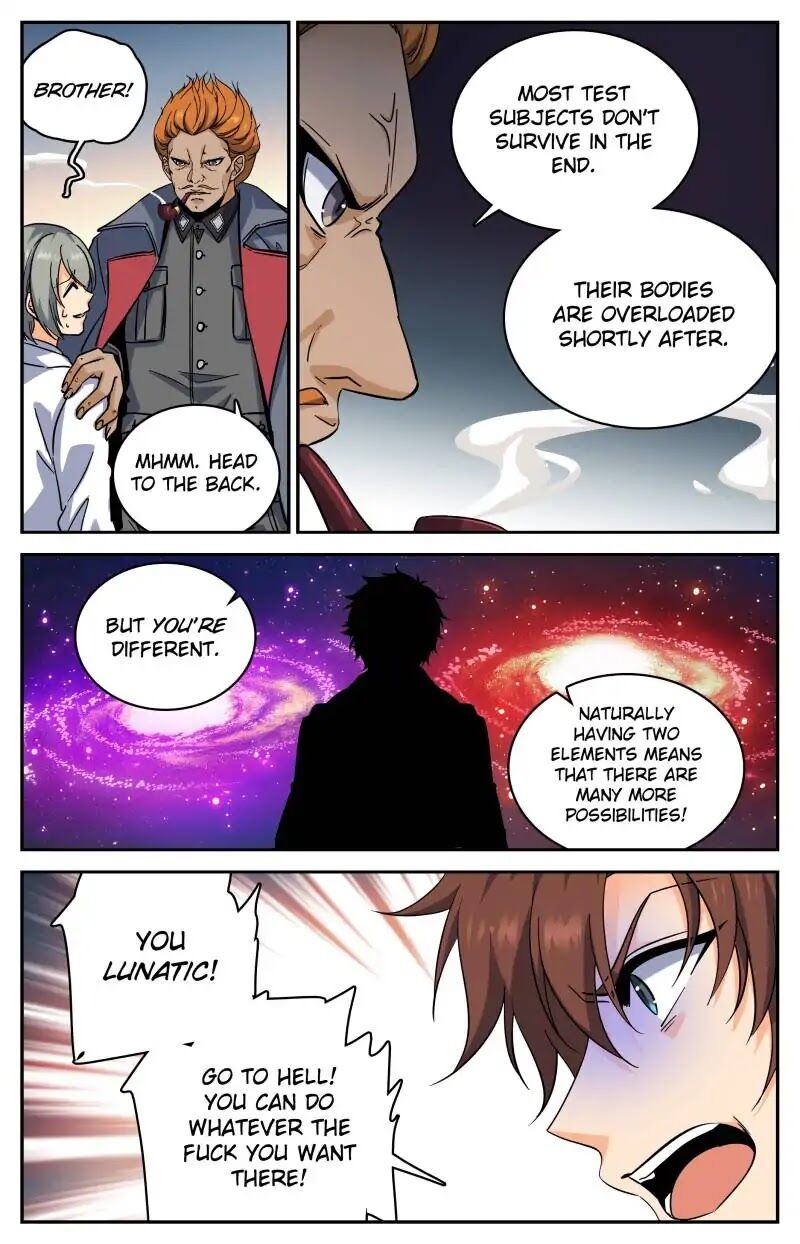 BROTHER!
MHMM. HEAD
TO THE BACK.
MOST TEST
SUBJECTS DON'T
SURVIVE IN THE
END.
THEIR BODIES
ARE OVERLOADED
SHORTLY AFTER.
BUT YOU'RE
DIFFERENT.
NATURALLY
HAVING TWO
ELEMENTS MEANS
THAT THERE ARE
MANY MORE
POSSIBILITIES!
YOU
LUNATIC!
GO TO HELL!
YOU CAN DO
WHATEVER THE
FUCK YOU WANT
THERE!